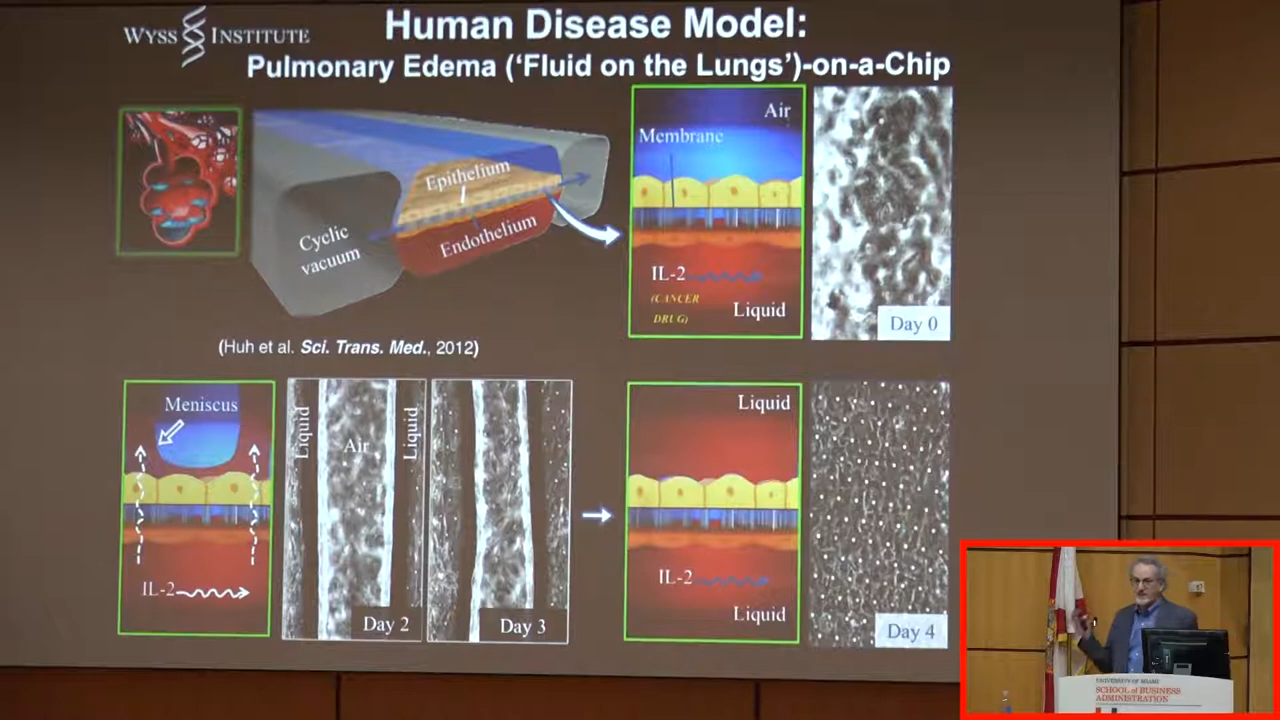 WYSS INSTITUTE
Human Disease Model:
Pulmonary Edema ('Fluid on the Lungs')-on-a-Chip
Cyclic
vacuum
Epithelium
Endothelium
Air
Membrane
IL-2
(CANCER
DRUG)
Liquid
Day 0
(Huh et al. Sci. Trans. Med., 2012)
Meniscus
IL-2
Liquid
Air
Liquid
Day 2
Day 3
Liquid
IL-2
Liquid
Day 4
UNIVERSITY OF MIAMI
SCHOOL of BUSINESS
ADMINISTRATION